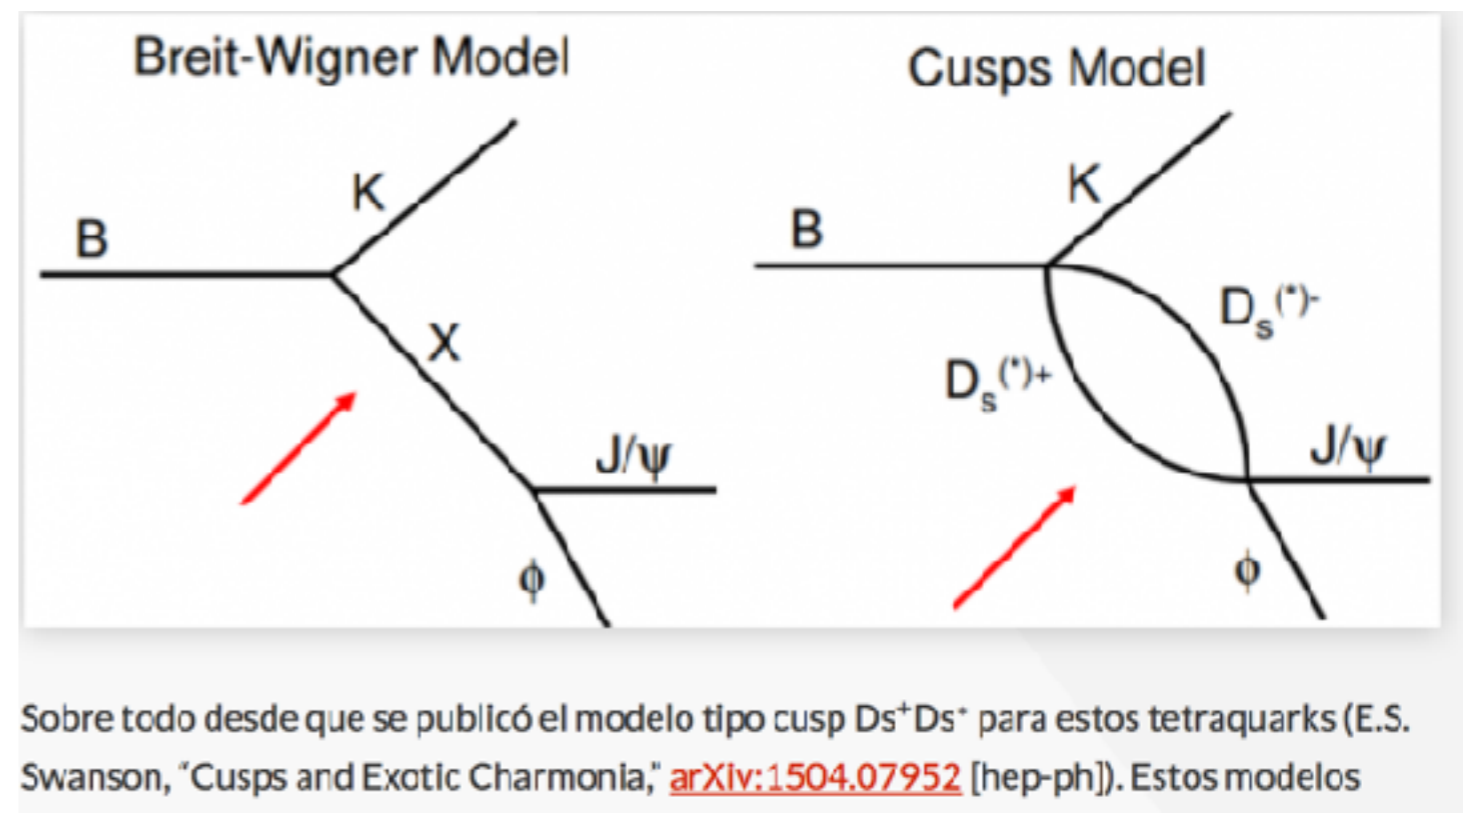 Breit-Wigner Model
B
K
X
J/ψ
ϕ
Cusps Model
B
K
Dₛ⁽*⁾⁻
Dₛ⁽*⁾⁺
J/ψ
ϕ
Sobre todo desde que se publicó el modelo tipo cusp Ds⁺Ds⁻ para estos tetraquarks (E.S.
Swanson, “Cusps and Exotic Charmonia,” arXiv:1504.07952 [hep-ph]). Estos modelos